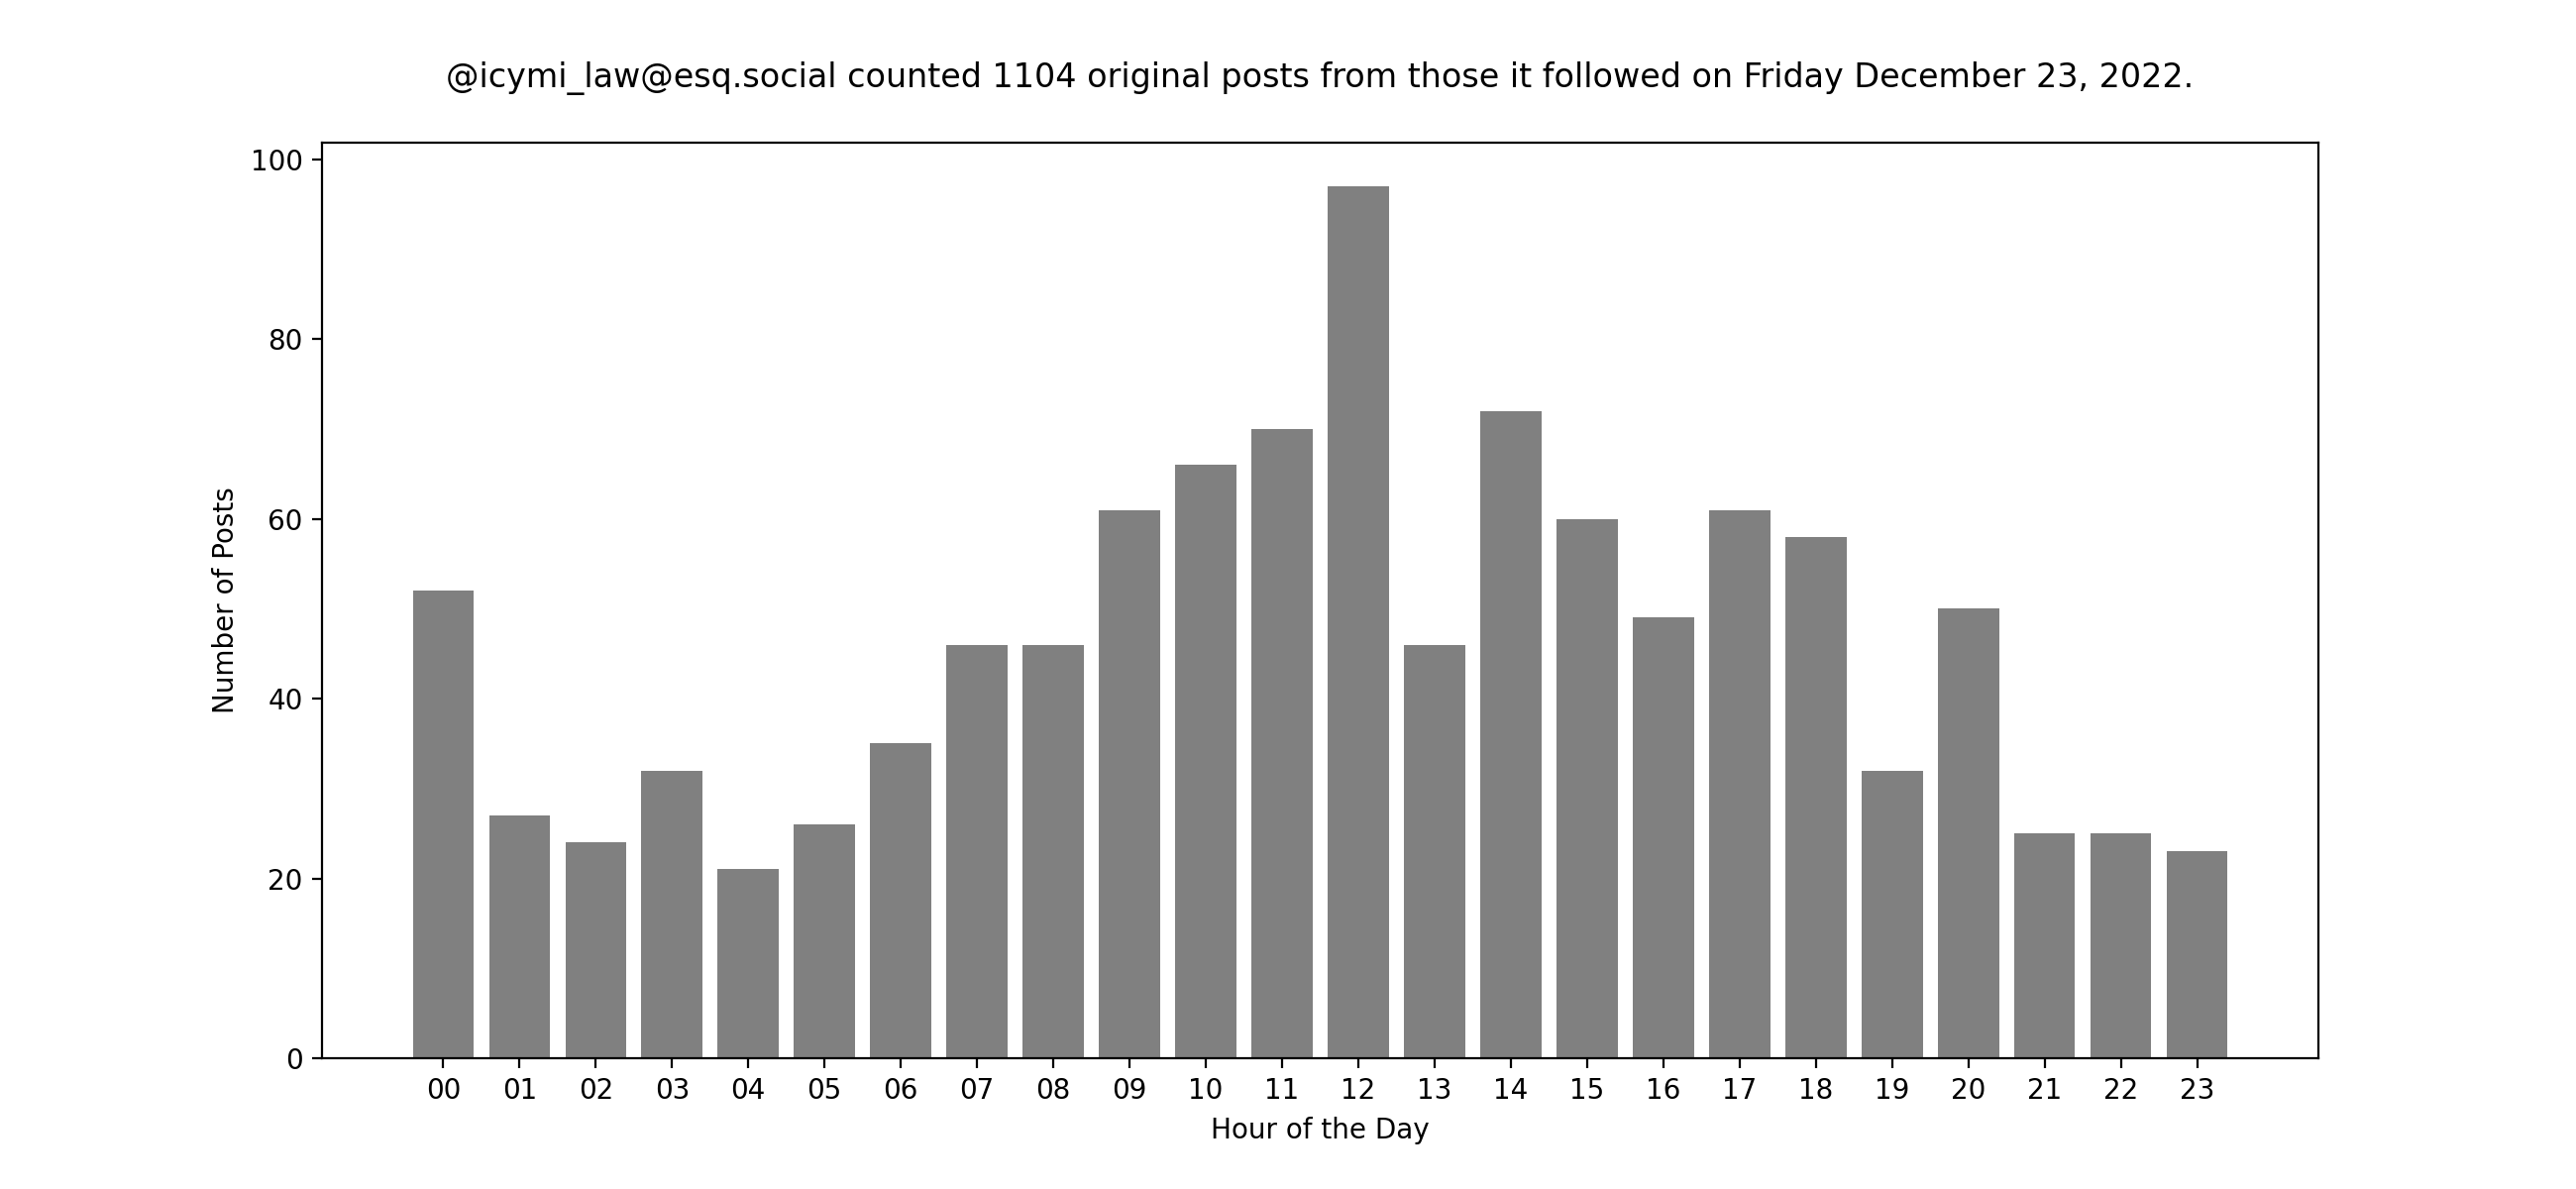 @icymi_law@esq.social counted 1104 original posts from those it followed on Friday December 23, 2022.
100
80
60
40
20
0
Number of Posts
00 01 02 03 04 05 06 07 08 09 10 11 12 13 14 15 16 17 18 19 20 21 22 23
Hour of the Day